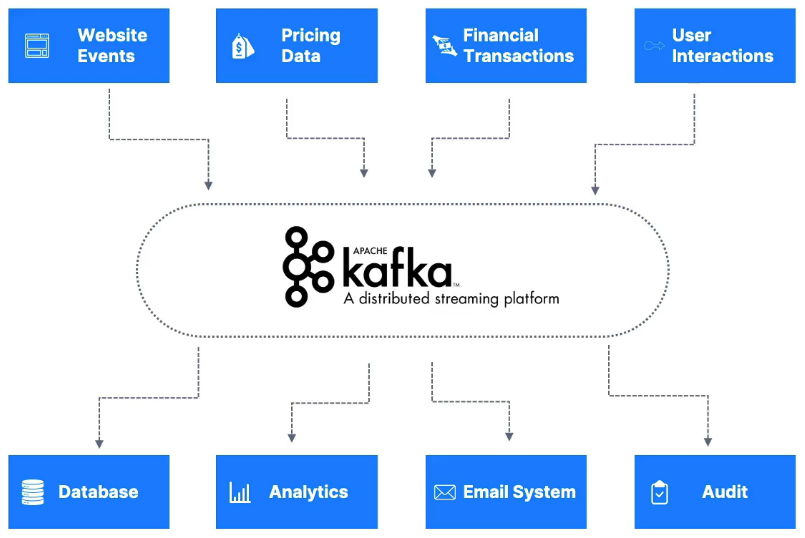 Website
Events
Pricing
Data
Financial
Transactions
User
Interactions
APACHE
kafka™
A distributed streaming platform
Database
Analytics
Email System
Audit